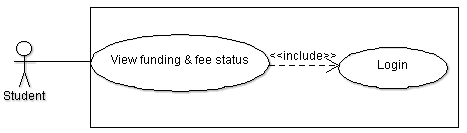 <<include>>
View funding & fee status
Login
Student